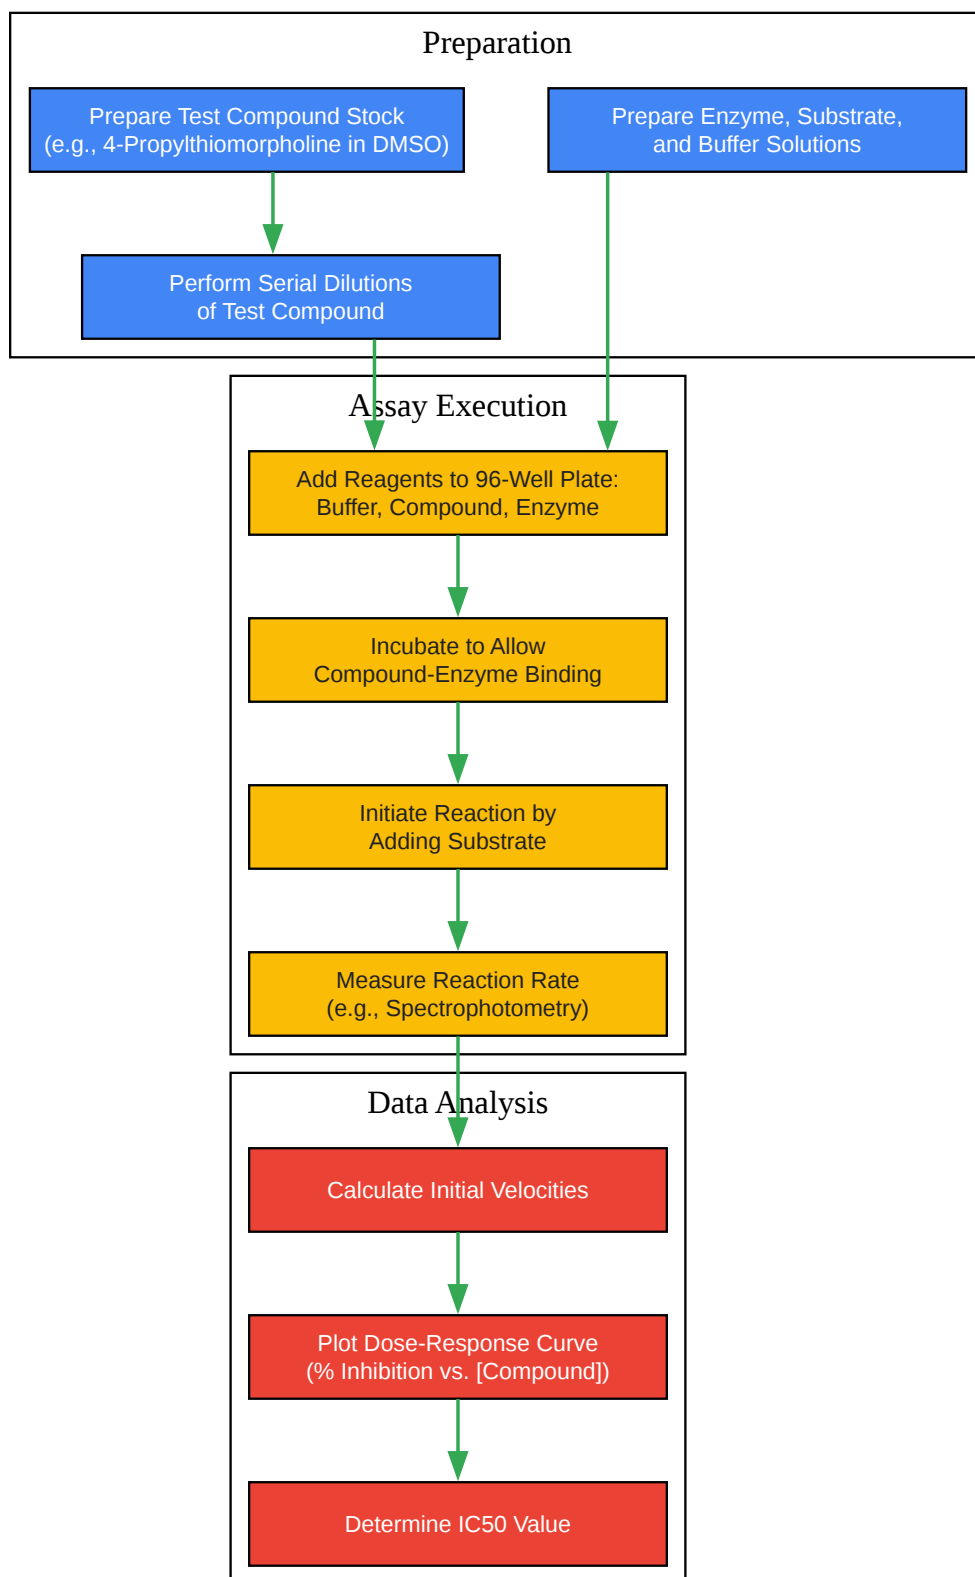 Preparation
Prepare Test Compound Stock
(e.g., 4-Propylthiomorpholine in DMSO)
Prepare Enzyme, Substrate,
and Buffer Solutions
Perform Serial Dilutions
of Test Compound
Assay Execution
Add Reagents to 96-Well Plate:
Buffer, Compound, Enzyme
Incubate to Allow
Compound-Enzyme Binding
Initiate Reaction by
Adding Substrate
Measure Reaction Rate
(e.g., Spectrophotometry)
Data Analysis
Calculate Initial Velocities
Plot Dose-Response Curve
(% Inhibition vs. [Compound])
Determine IC50 Value